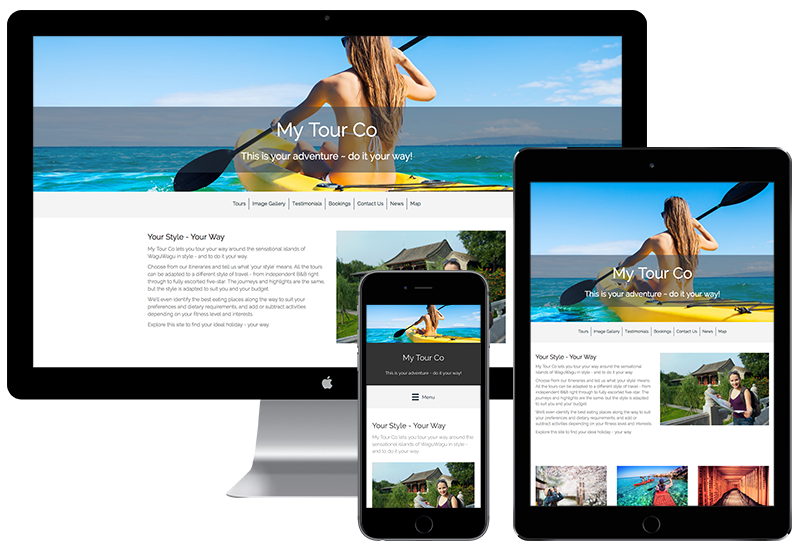 My Tour Co
This is your adventure ~ do it your way!
Tours | Image Gallery | Testimonials | Bookings | Contact Us | News | Map
Your Style - Your Way
My Tour Co lets you tour your way around the sensational islands of
WaguWagu in style - and to do it your way.
Choose from our itineraries and tell us what 'your style' means. All the tours
can be adapted to a different style of travel - from independent B&B right
through to fully escorted five-star. The journeys and highlights are the same,
but the style is adapted to suit you and your budget.
We'll even identify the best eating places along the way to suit your
preferences and dietary requirements, and add or subtract activities
depending on your fitness level and interests.
Explore this site to find your ideal holiday - your way.
My Tour Co
This is your adventure ~ do it your way!
Menu
Your Style - Your Way
My Tour Co lets you tour your way around the
sensational islands of WaguWagu in style -
and to do it your way.
My Tour Co
This is your adventure ~ do it your way!
Tours | Image Gallery | Testimonials | Bookings | Contact Us | News | Map
Your Style - Your Way
My Tour Co lets you tour your way around the sensational
islands of WaguWagu in style - and to do it your way.
Choose from our itineraries and tell us what 'your style' means.
All the tours can be adapted to a different style of travel - from
independent B&B right through to fully escorted five-star. The
journeys and highlights are the same, but the style is adapted
to suit you and your budget.
We'll even identify the best eating places along the way to suit
your preferences and dietary requirements, and add or
subtract activities depending on your fitness level and interests.
Explore this site to find your ideal holiday - your way.